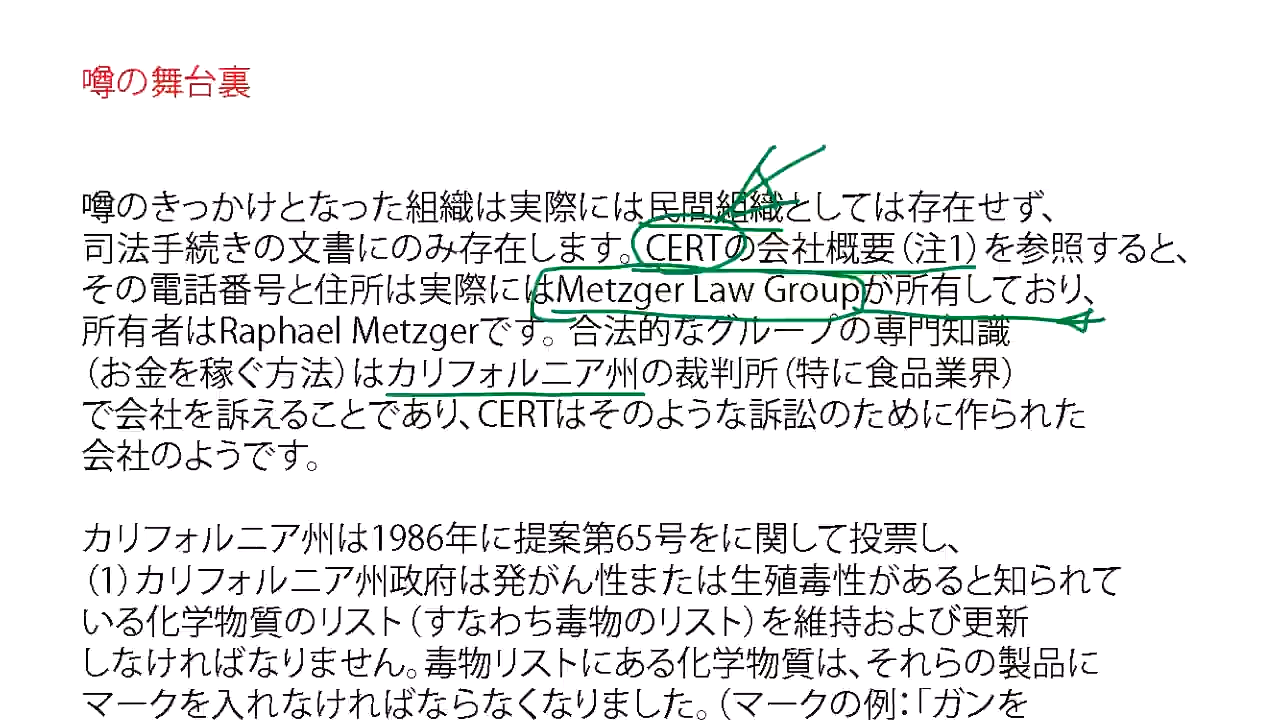 噂の舞台裏
噂のきっかけとなった組織は実際には民間組織としては存在せず、
司法手続きの文書にのみ存在します。CERTの会社概要（注1）を参照すると、
その電話番号と住所は実際にはMetzger Law Groupが所有しており、
所有者はRaphael Metzgerです。合法的なグループの専門知識
（お金を稼ぐ方法）はカリフォルニア州の裁判所（特に食品業界）
で会社を訴えることであり、CERTはそのような訴訟のために作られた
会社のようです。
カリフォルニア州は1986年に提案第65号をに関して投票し、
（1）カリフォルニア州政府は発がん性または生殖毒性があると知られて
いる化学物質のリスト（すなわち毒物のリスト）を維持および更新
しなければなりません。毒物リストにある化学物質は、それらの製品に
マークを入れなければならなくなりました。（マークの例：「ガンを